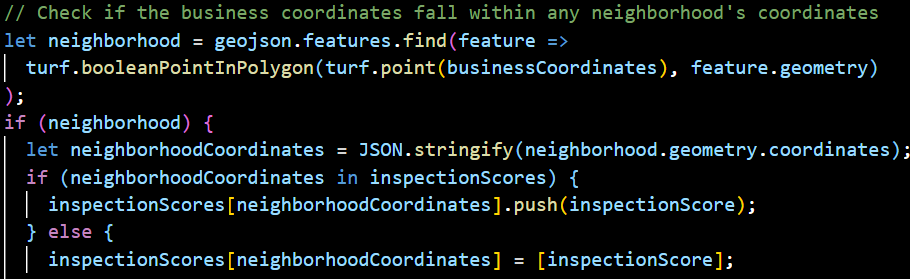 // Check if the business coordinates fall within any neighborhood's coordinates
let neighborhood = geojson.features.find(feature =>
  turf.booleanPointInPolygon(turf.point(businessCoordinates), feature.geometry)
);
if (neighborhood) {
  let neighborhoodCoordinates = JSON.stringify(neighborhood.geometry.coordinates);
  if (neighborhoodCoordinates in inspectionScores) {
    inspectionScores[neighborhoodCoordinates].push(inspectionScore);
  } else {
    inspectionScores[neighborhoodCoordinates] = [inspectionScore];